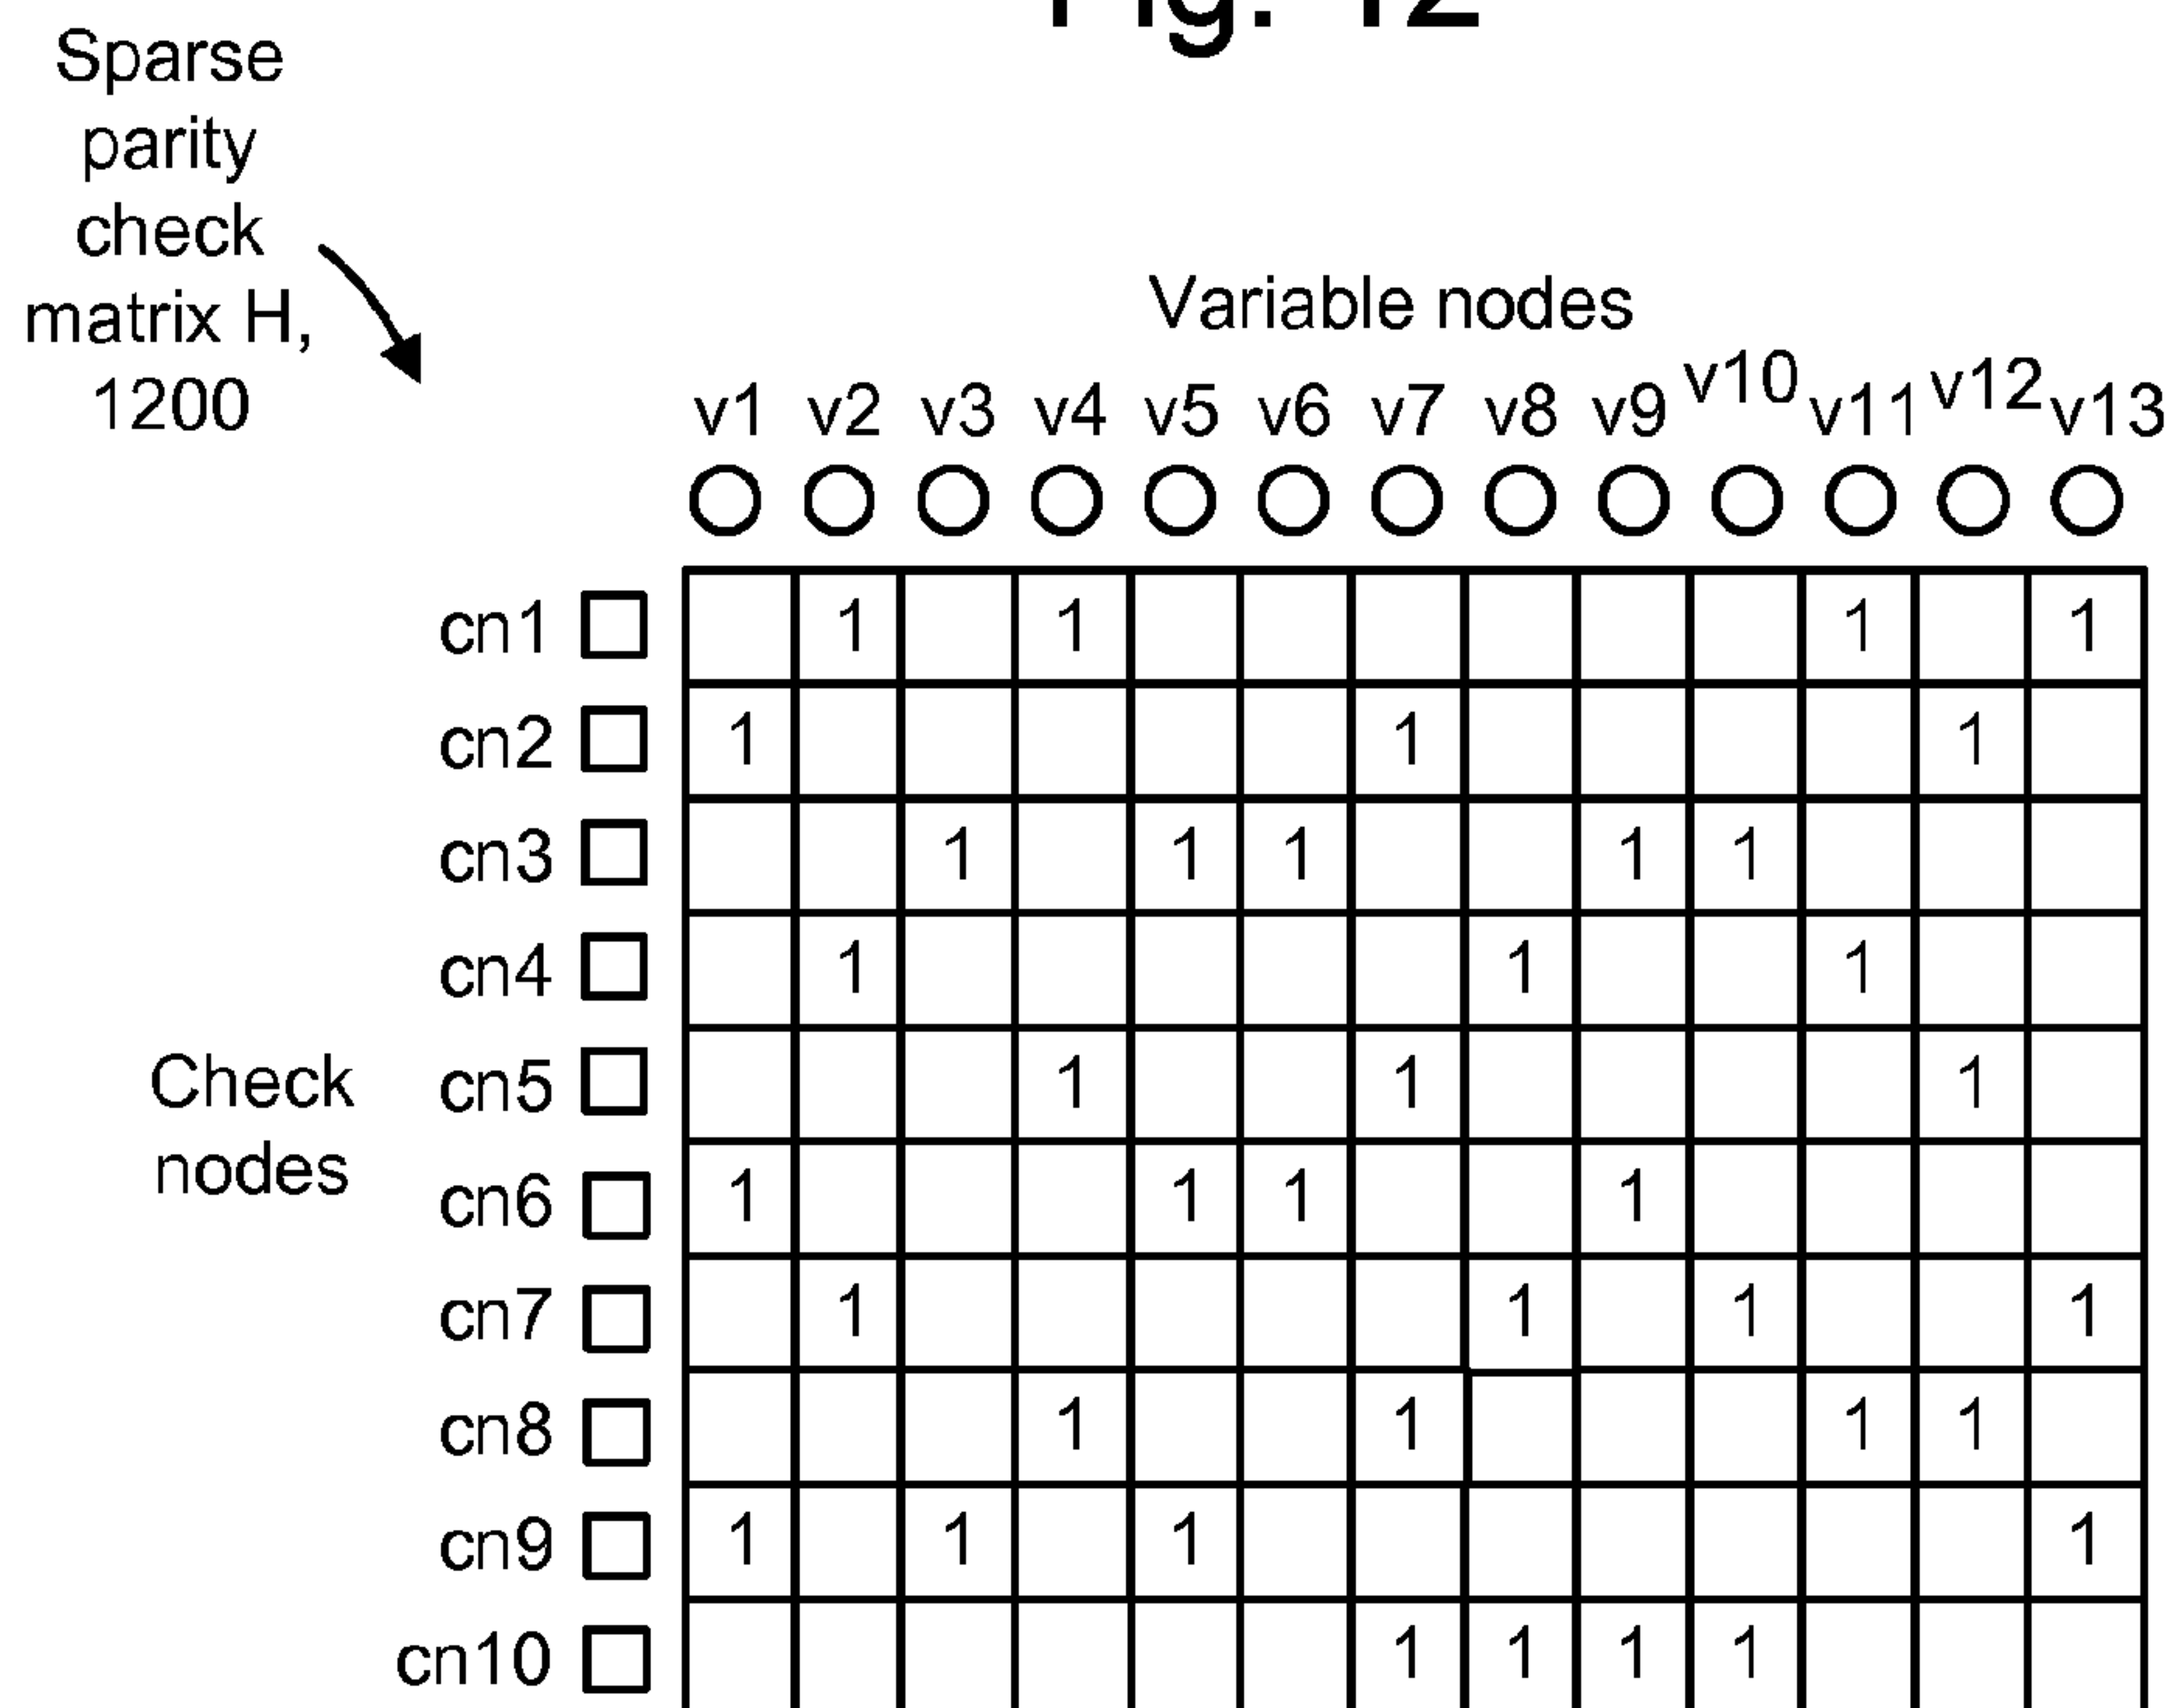 Fig. 12
Sparse
parity
check
matrix H,
1200
Variable nodes
v1 v2 v3 v4 v5 v6 v7 v8 v9 v10 v11 v12 v13
cn1 1 1 1 1
cn2 1 1 1
cn3 1 1 1 1 1
cn4 1 1 1
Check
nodes
cn5 1 1 1
cn6 1 1 1 1
cn7 1 1 1 1
cn8 1 1 1 1
cn9 1 1 1 1
cn10 1 1 1 1